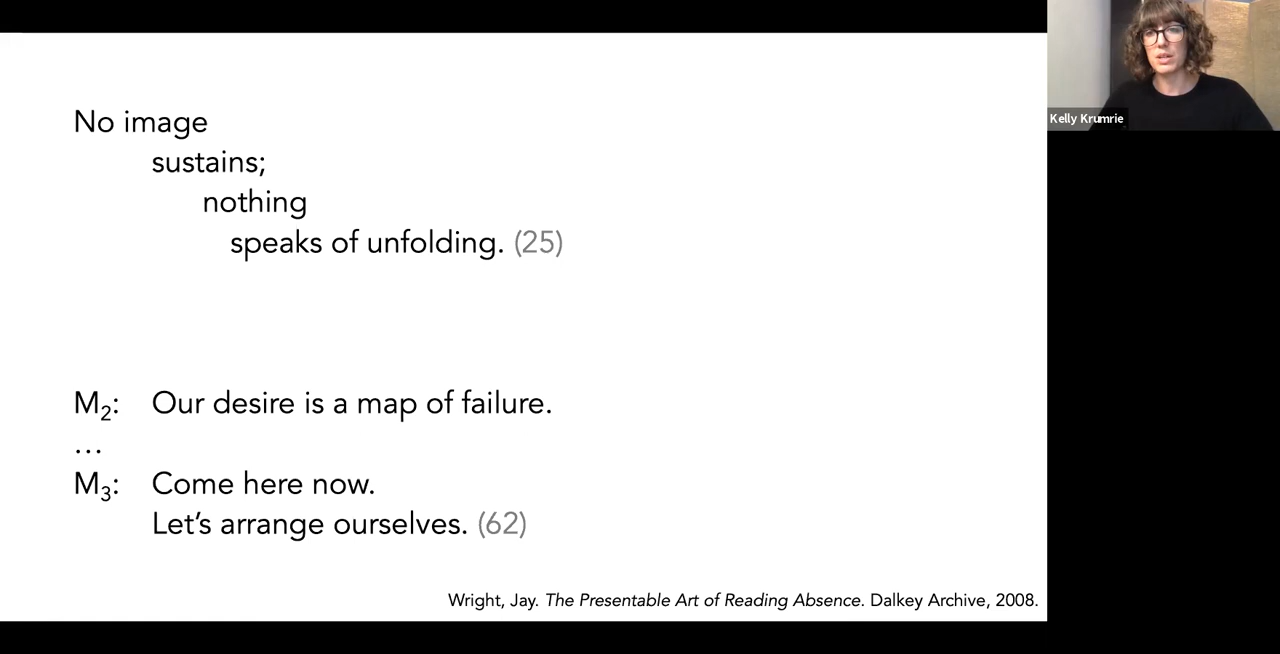 No image
sustains;
nothing
speaks of unfolding. (25)
M₂: Our desire is a map of failure.
…
M₃: Come here now.
Let’s arrange ourselves. (62)
Wright, Jay. The Presentable Art of Reading Absence. Dalkey Archive, 2008.
Kelly Krumrie